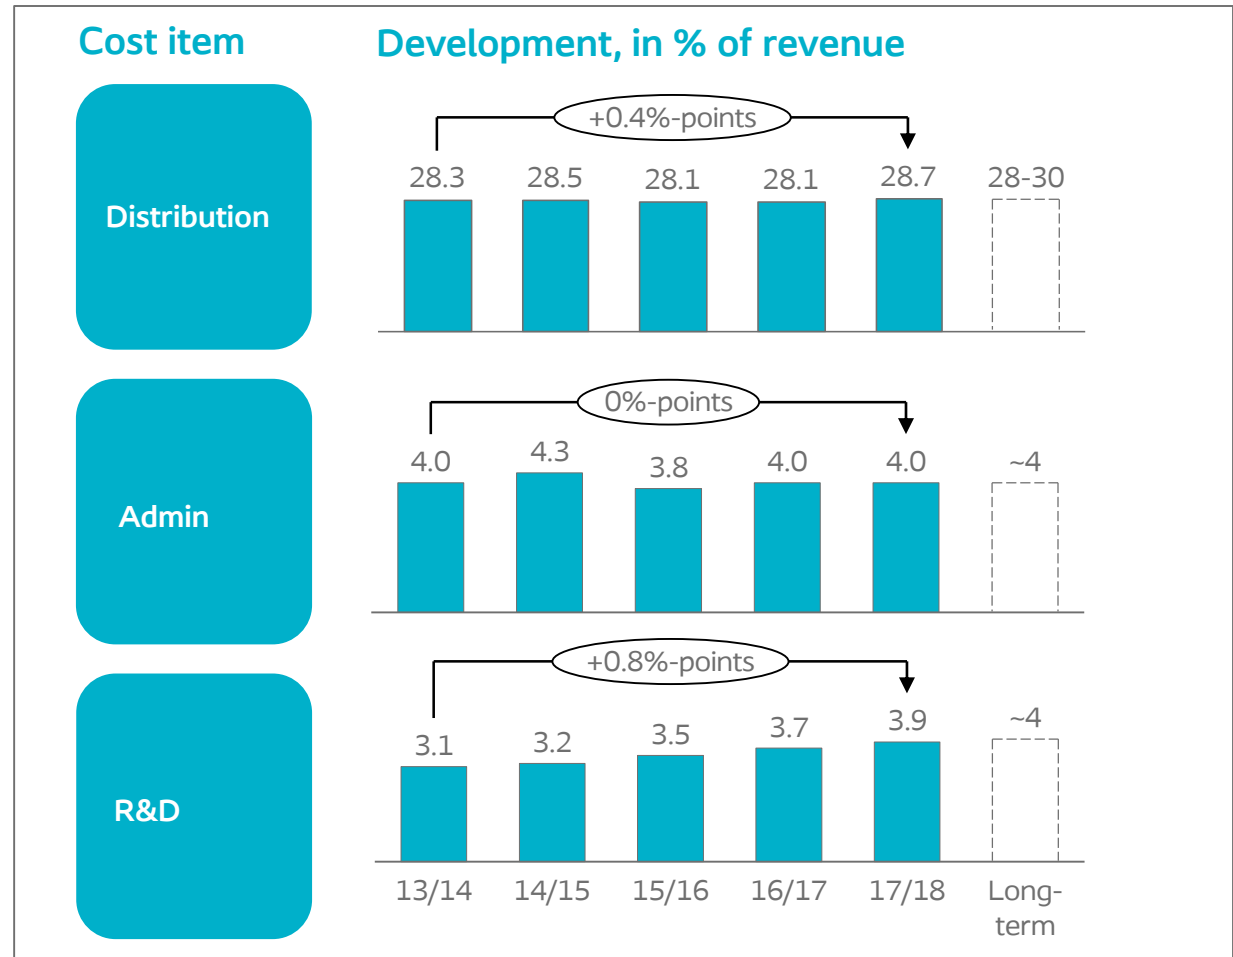 Cost item
Development, in % of revenue
Distribution
+0.4%-points
28.3 28.5 28.1 28.1 28.7 28-30
Admin
0%-points
4.0 4.3 3.8 4.0 4.0 ~4
R&D
+0.8%-points
3.1 3.2 3.5 3.7 3.9 ~4
13/14 14/15 15/16 16/17 17/18 Long-
term